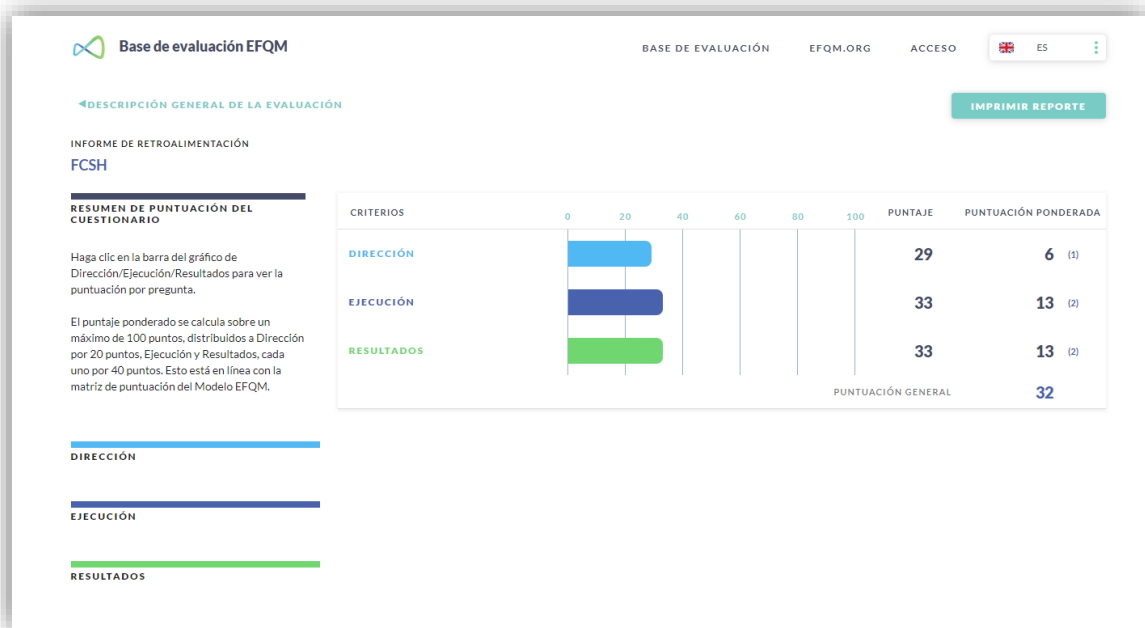 Base de evaluación EFQM
BASE DE EVALUACIÓN EFQM.ORG ACCESO ES
◀DESCRIPCIÓN GENERAL DE LA EVALUACIÓN
IMPRIMIR REPORTE
INFORME DE RETROALIMENTACIÓN
FCSH
RESUMEN DE PUNTUACIÓN DEL
CUESTIONARIO
Haga clic en la barra del gráfico de
Dirección/Ejecución/Resultados para ver la
puntuación por pregunta.
El puntaje ponderado se calcula sobre un
máximo de 100 puntos, distribuidos a Dirección
por 20 puntos, Ejecución y Resultados, cada
uno por 40 puntos. Esto está en línea con la
matriz de puntuación del Modelo EFQM.
DIRECCIÓN
EJECUCIÓN
RESULTADOS
CRITERIOS 0 20 40 60 80 100 PUNTAJE PUNTUACIÓN PONDERADA
DIRECCIÓN 29 6 (1)
EJECUCIÓN 33 13 (2)
RESULTADOS 33 13 (2)
PUNTUACIÓN GENERAL 32